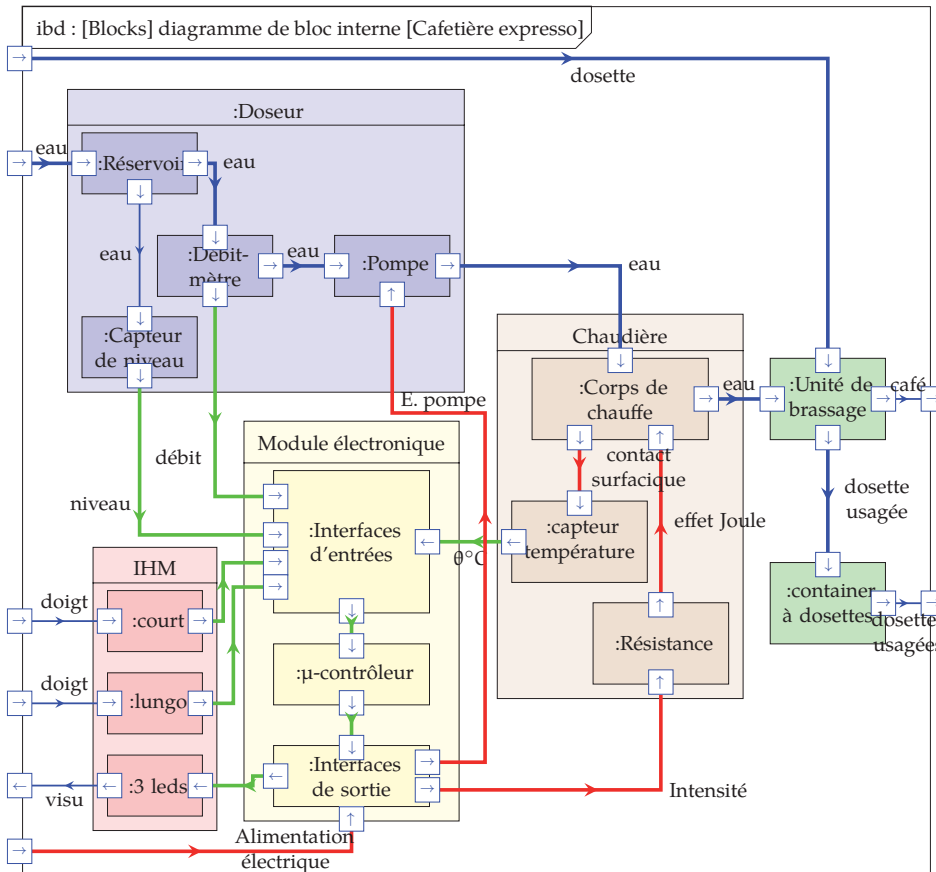 ibd : [Blocks] diagramme de bloc interne [Cafetière expresso]
dosette
:Doseur
eau
:Réservoir
eau
eau
:Débit-
mètre
eau
:Pompe
eau
:Capteur
de niveau
Chaudière
:Corps de
chauffe
eau
:Unité de
brassage
café
E. pompe
Module électronique
débit
contact
surfacique
niveau
:Interfaces
d'entrées
θ°C
:capteur
température
effet Joule
dosette
usagée
IHM
doigt
:court
:container
à dosettes
dosettes
usagées
:µ-contrôleur
:Résistance
doigt
:lungo
:3 leds
visu
:Interfaces
de sortie
Intensité
Alimentation
électrique